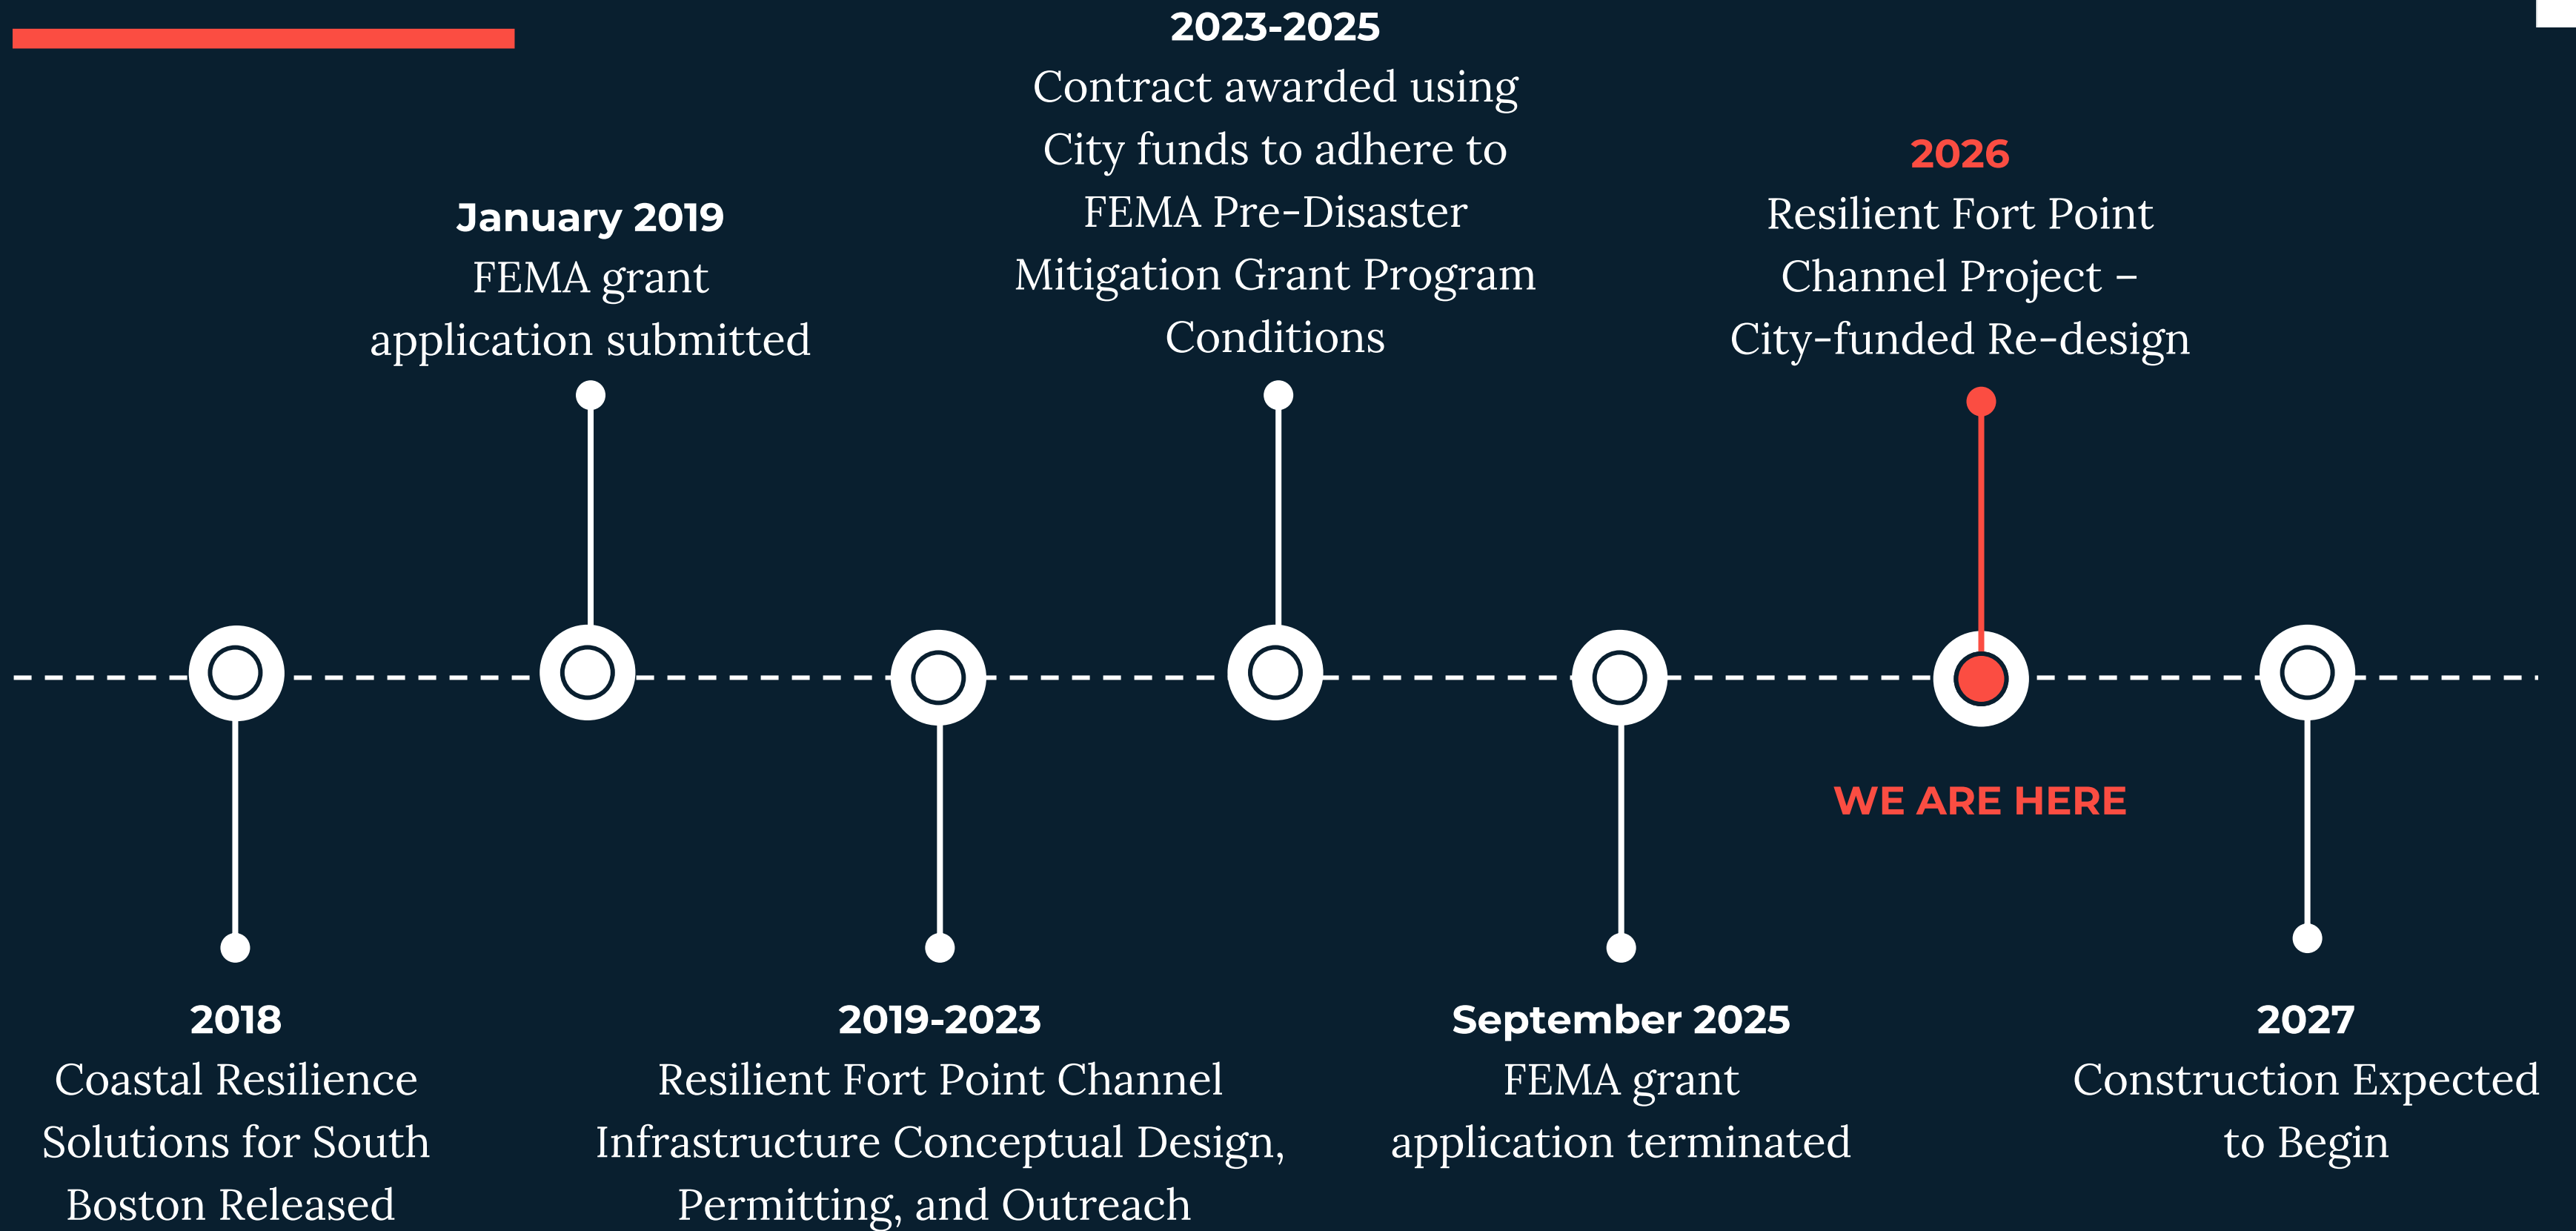 2018
Coastal Resilience
Solutions for South
Boston Released
January 2019
FEMA grant
application submitted
2019-2023
Resilient Fort Point Channel
Infrastructure Conceptual Design,
Permitting, and Outreach
2023-2025
Contract awarded using
City funds to adhere to
FEMA Pre-Disaster
Mitigation Grant Program
Conditions
September 2025
FEMA grant
application terminated
2026
Resilient Fort Point
Channel Project –
City-funded Re-design
WE ARE HERE
2027
Construction Expected
to Begin